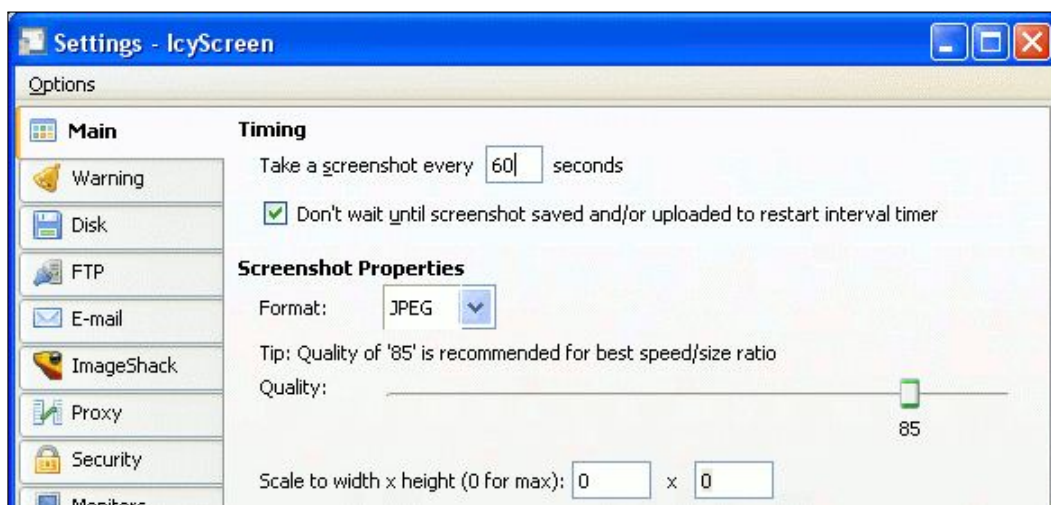 Settings - IcyScreen
Options
Main
Warning
Disk
FTP
E-mail
ImageShack
Proxy
Security
Monitors
Timing
Take a screenshot every 60 seconds
Don't wait until screenshot saved and/or uploaded to restart interval timer
Screenshot Properties
Format: JPEG
Tip: Quality of '85' is recommended for best speed/size ratio
Quality:
85
Scale to width x height (0 for max): 0 x 0